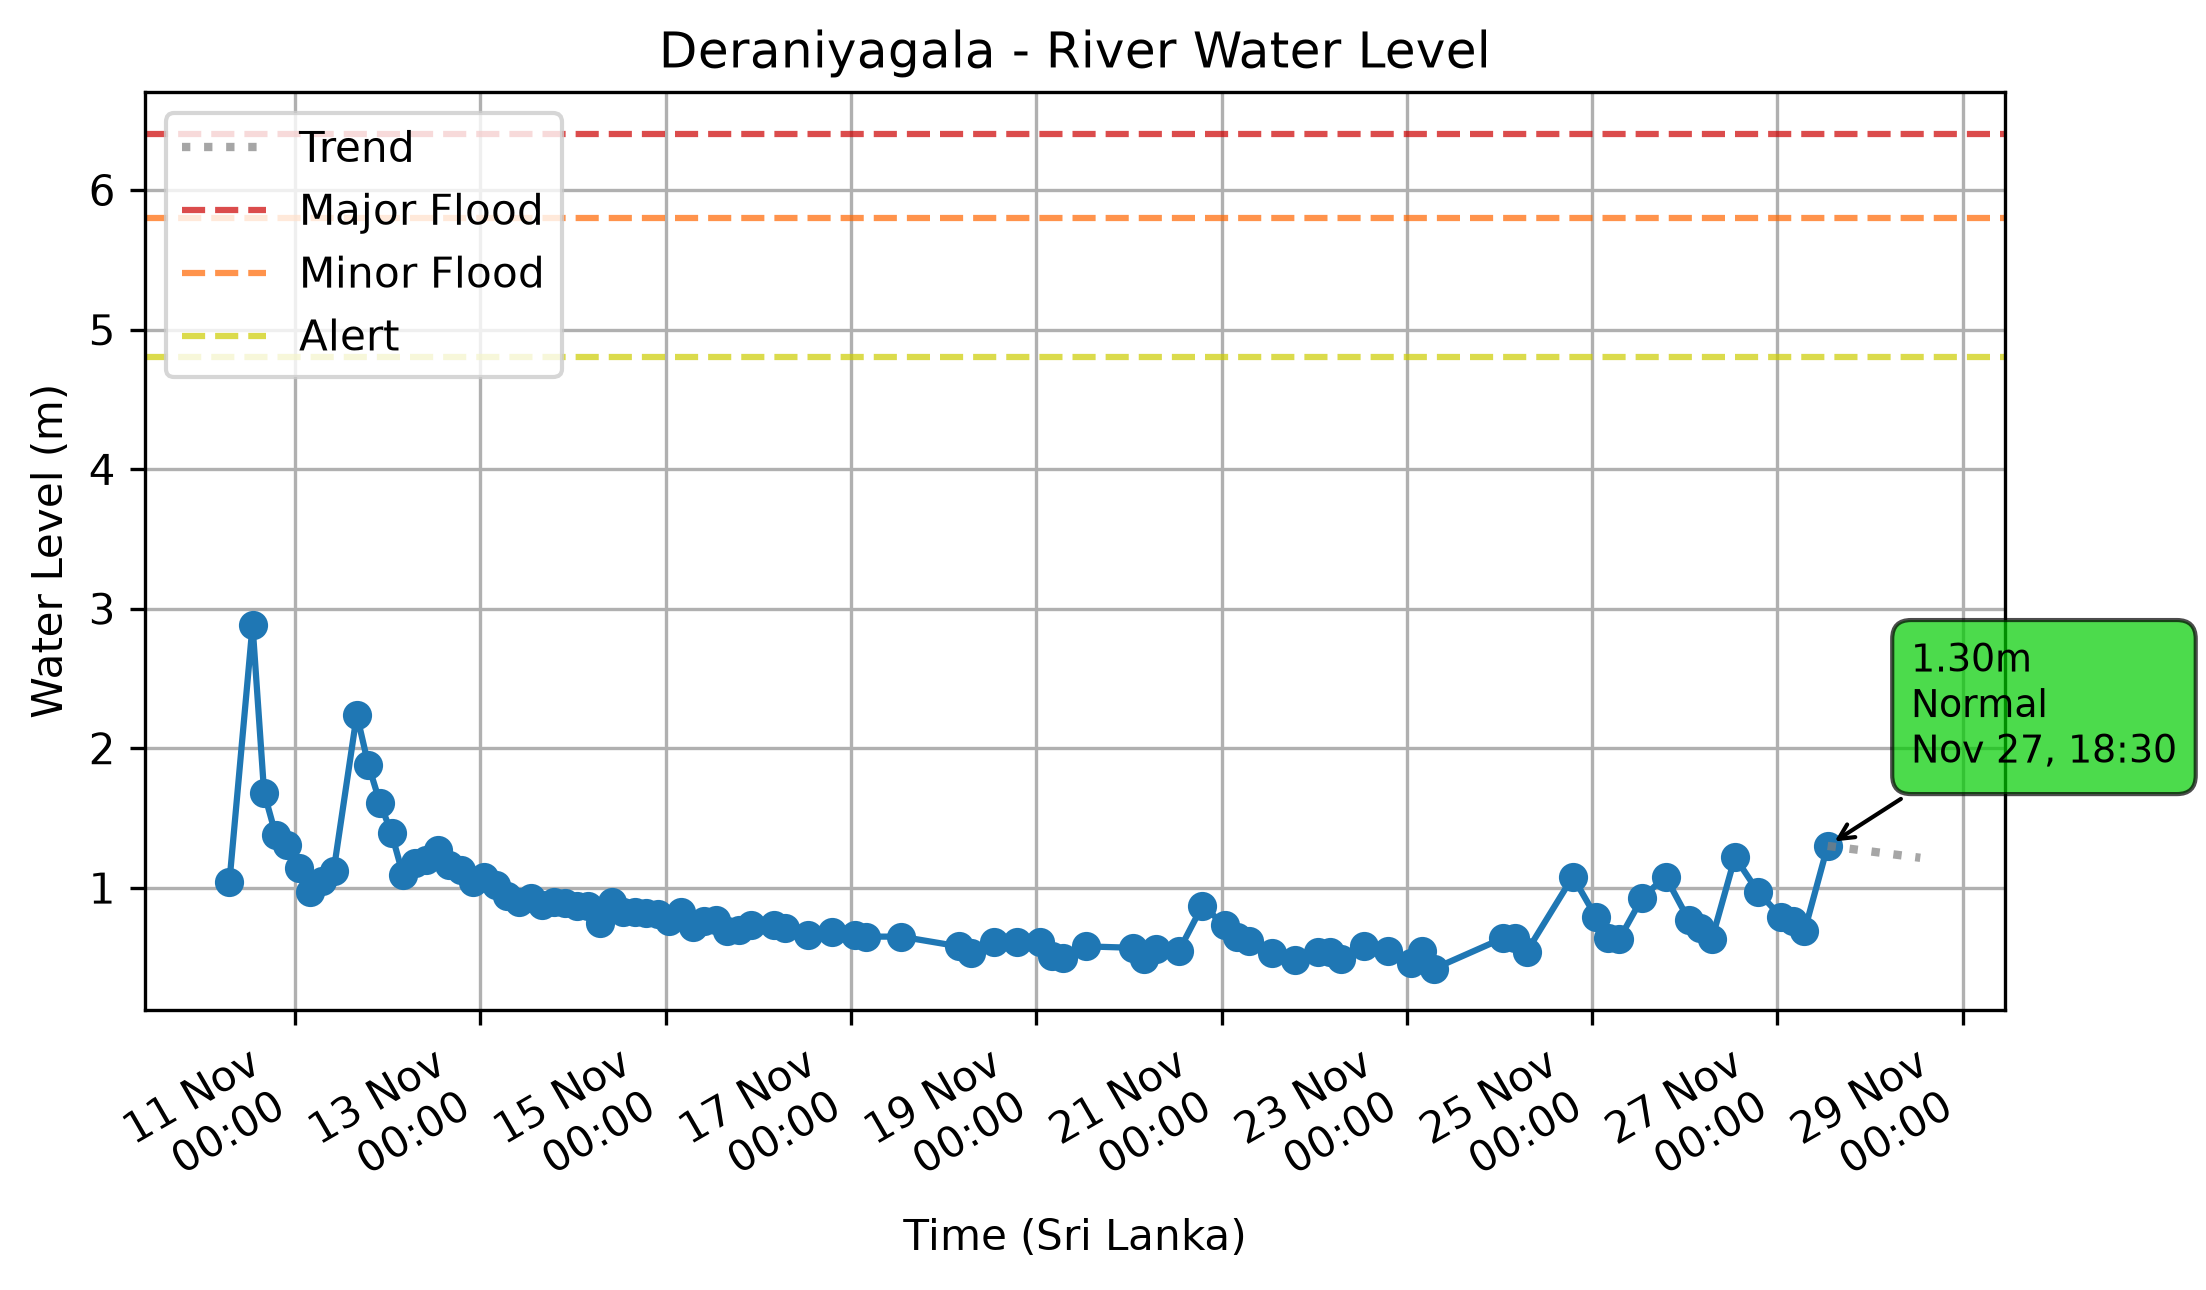 Deraniyagala - River Water Level
Trend
Major Flood
Minor Flood
Alert
Water Level (m)
6
5
4
3
2
1
1.30m
Normal
Nov 27, 18:30
11 Nov
00:00
13 Nov
00:00
15 Nov
00:00
17 Nov
00:00
19 Nov
00:00
21 Nov
00:00
23 Nov
00:00
25 Nov
00:00
27 Nov
00:00
29 Nov
00:00
Time (Sri Lanka)